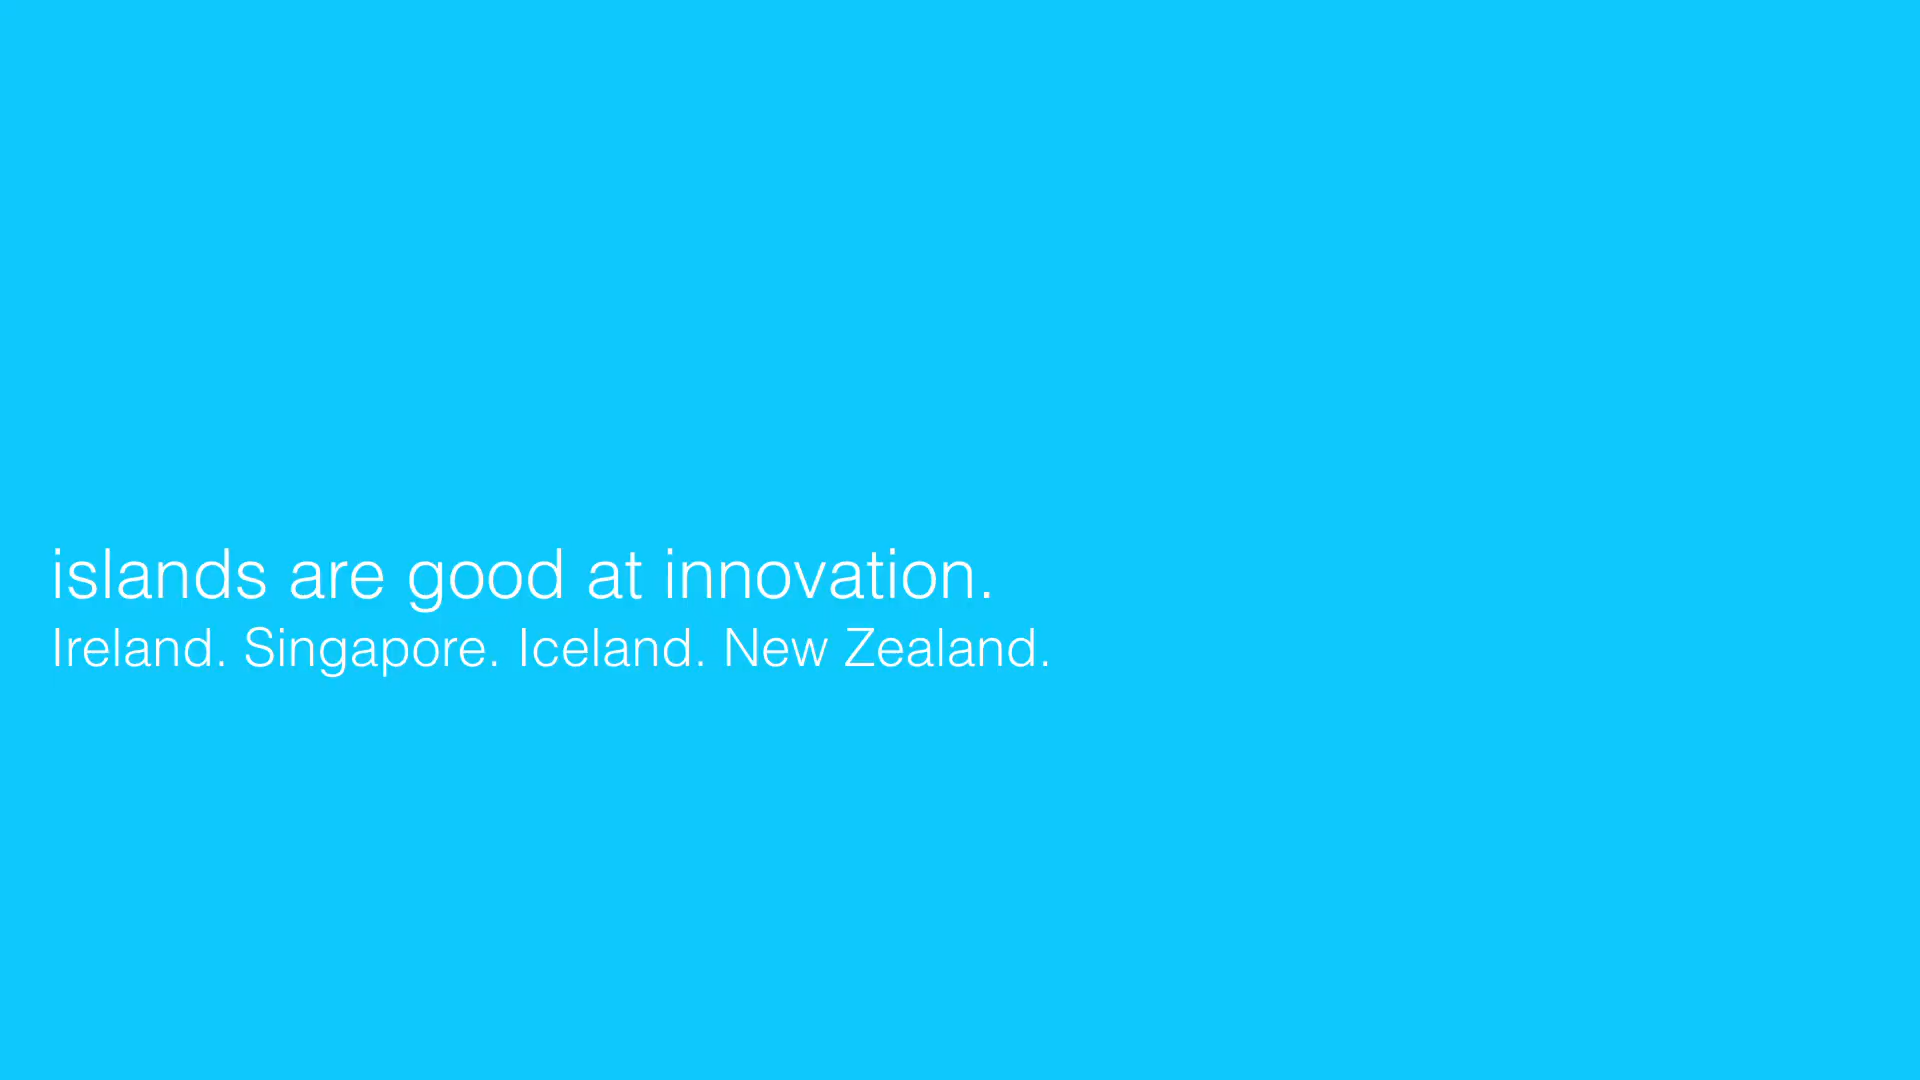 islands are good at innovation.
Ireland. Singapore. Iceland. New Zealand.